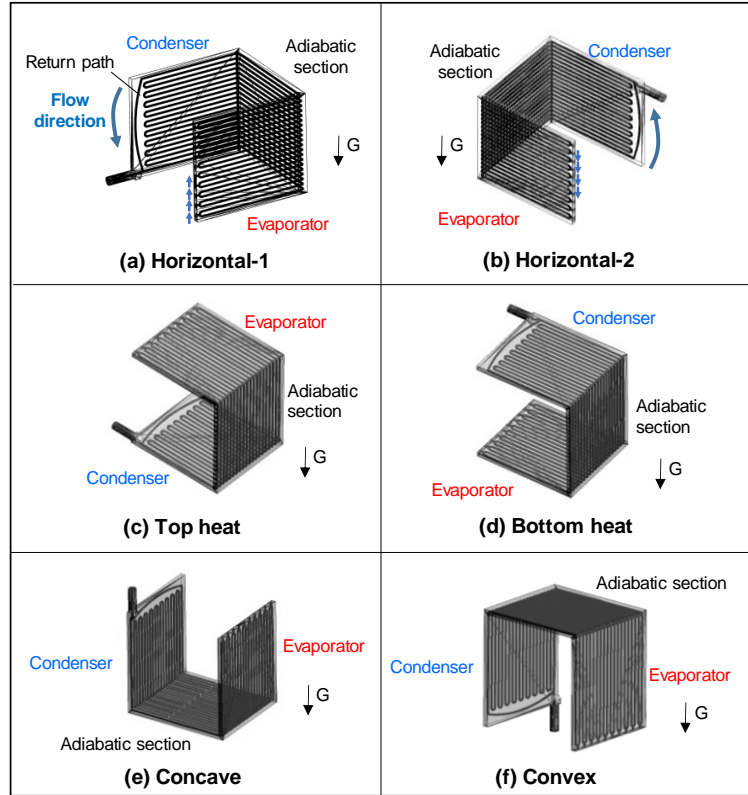 Condenser
Adiabatic
section
Return path
Flow
direction
G
Evaporator
(a) Horizontal-1
Adiabatic
section
Condenser
G
Evaporator
(b) Horizontal-2
Evaporator
Adiabatic
section
Condenser
G
(c) Top heat
Condenser
Adiabatic
section
Evaporator
G
(d) Bottom heat
Condenser
Evaporator
G
Adiabatic section
(e) Concave
Adiabatic section
Condenser
Evaporator
G
(f) Convex